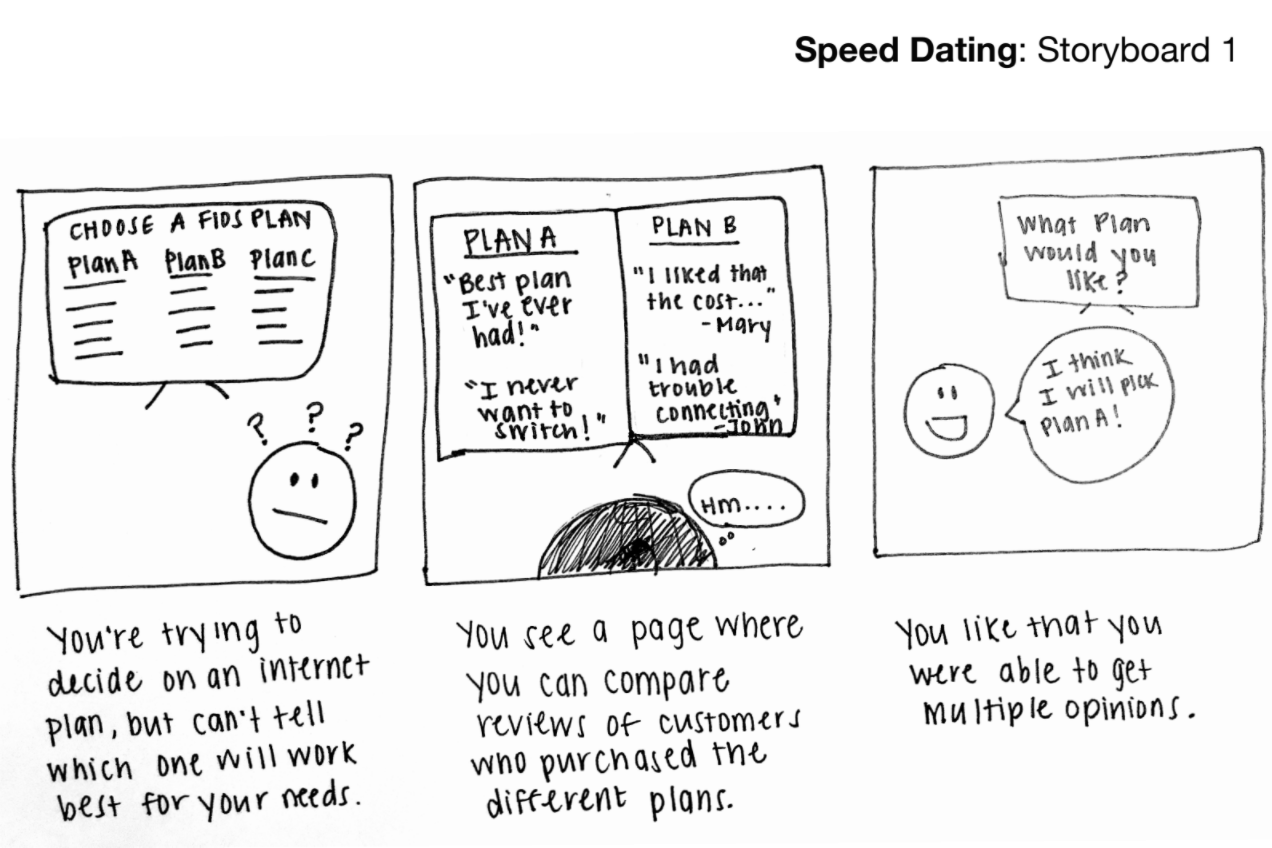 Speed Dating: Storyboard 1
CHOOSE A FIOS PLAN
Plan A Plan B Plan C
? ? ?
You're trying to
decide on an internet
plan, but can't tell
which one will work
best for your needs.
PLAN A
"Best plan
I've ever
had!"
"I never
want to
switch!"
PLAN B
"I liked that
the cost..."
-Mary
"I had
trouble
connecting"
-John
Hm....
You see a page where
you can compare
reviews of customers
who purchased the
different plans.
What Plan
would you
like?
I think
I will pick
Plan A!
You like that you
were able to get
multiple opinions.